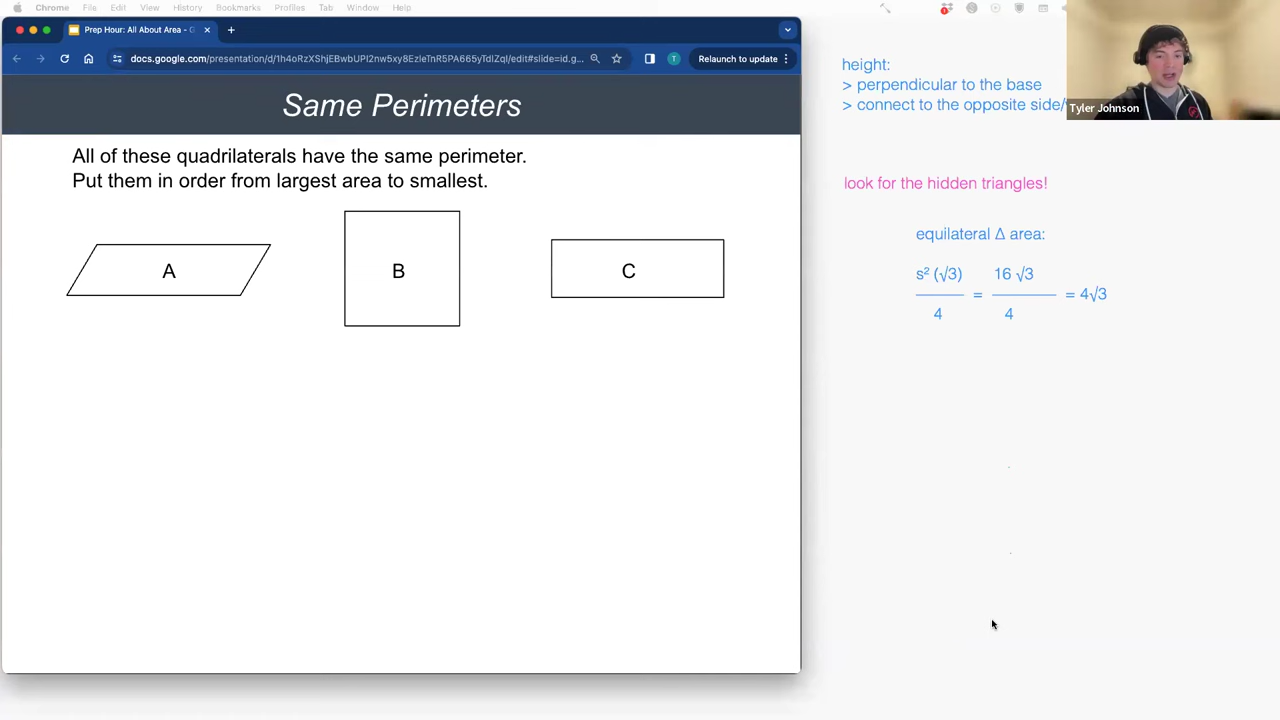 Chrome File Edit View History Bookmarks Profiles Tab Window Help
Prep Hour: All About Area - G
docs.google.com/presentation/d/1h4oRzXShjEBwbUPI2nw5xy8EzIeTnR5PA665yTdIZqI/edit#slide=id.g...
T
Relaunch to update
Same Perimeters
All of these quadrilaterals have the same perimeter.
Put them in order from largest area to smallest.
A
B
C
height:
> perpendicular to the base
> connect to the opposite side/
Tyler Johnson
look for the hidden triangles!
equilateral Δ area:
s² (√3) 16 √3
= = 4√3
4 4